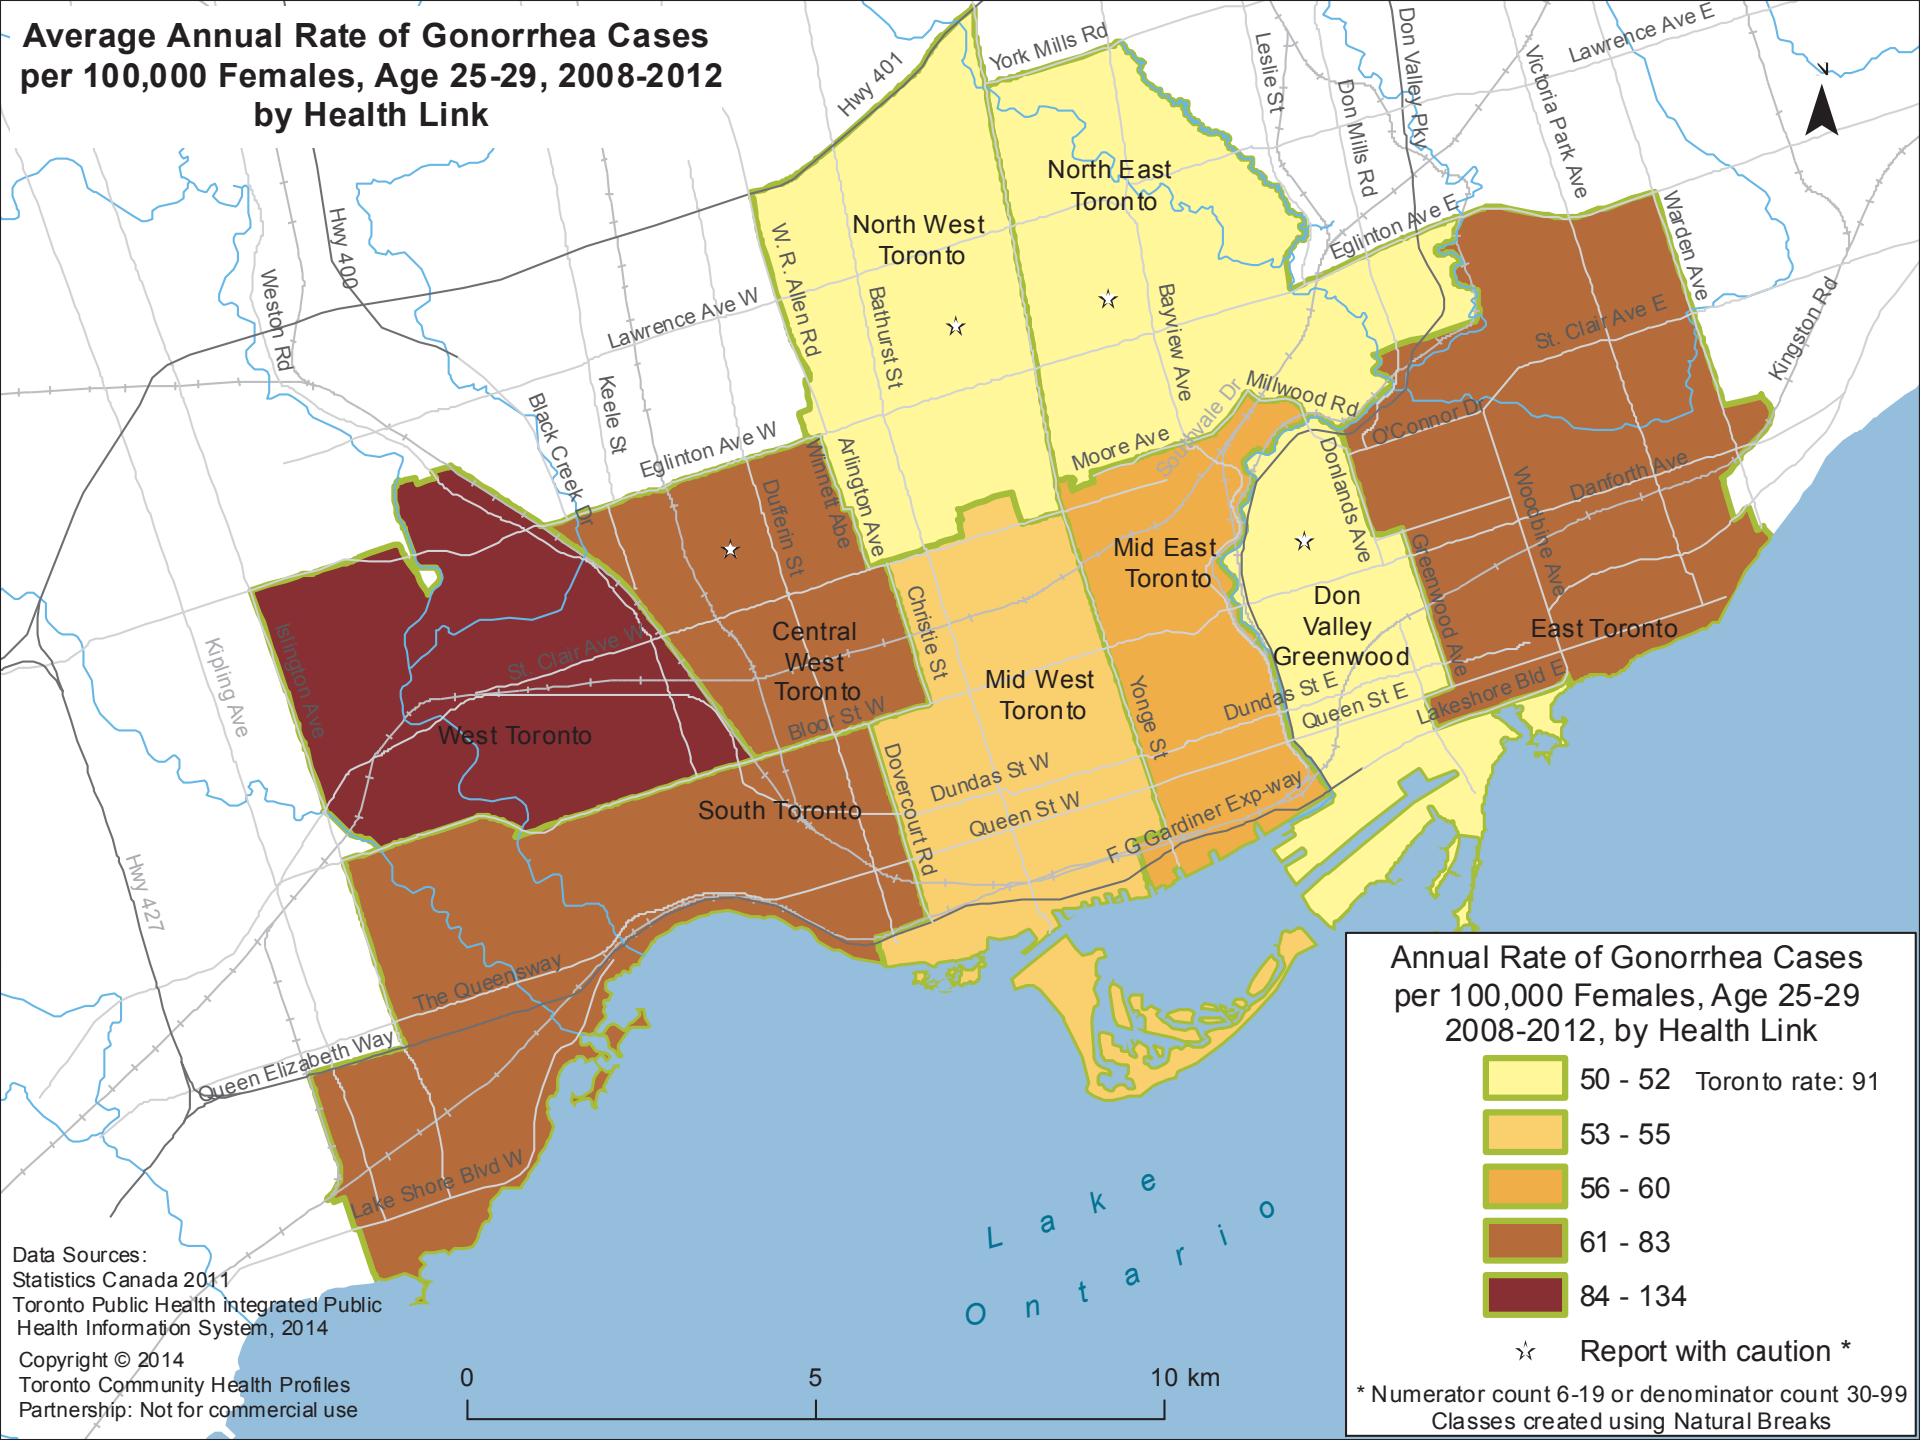 Average Annual Rate of Gonorrhea Cases
per 100,000 Females, Age 25-29, 2008-2012
by Health Link
Hwy 401
York Mills Rd
Leslie St
Don Mills Rd
Don Valley Pky
Victoria Park Ave
Lawrence Ave E
N
North East
Toronto
North West
Toronto
W. R. Allen Rd
Bathurst St
Bayview Ave
Eglinton Ave E
Warden Ave
Kingston Rd
St. Clair Ave E
Hwy 400
Weston Rd
Lawrence Ave W
Keele St
Black Creek Dr
Eglinton Ave W
Winnett Abe
Arlington Ave
Dufferin St
Moore Ave
Southvale Dr
Millwood Rd
O'Connor Dr
Donlands Ave
Danforth Ave
Woodbine Ave
Greenwood Ave
Mid East
Toronto
Don
Valley
Greenwood
East Toronto
Central
West
Toronto
Christie St
Mid West
Toronto
Yonge St
Dundas St E
Queen St E
Lakeshore Bld E
Kipling Ave
Islington Ave
St. Clair Ave W
West Toronto
Bloor St W
South Toronto
Dovercourt Rd
Dundas St W
Queen St W
F G Gardiner Exp-way
Hwy 427
The Queensway
Queen Elizabeth Way
Lake Shore Blvd W
Lake
Ontario
Annual Rate of Gonorrhea Cases
per 100,000 Females, Age 25-29
2008-2012, by Health Link
50 - 52 Toronto rate: 91
53 - 55
56 - 60
61 - 83
84 - 134
Report with caution *
* Numerator count 6-19 or denominator count 30-99
Classes created using Natural Breaks
Data Sources:
Statistics Canada 2011
Toronto Public Health integrated Public
Health Information System, 2014
Copyright © 2014
Toronto Community Health Profiles
Partnership: Not for commercial use
0 5 10 km